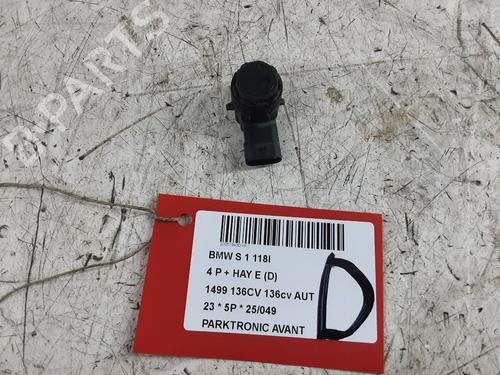 B-PARTS
BMW S 1 118I
4 P + HAY E (D)
1499 136CV 136cv AUT
23 * 5P * 25/049
PARKTRONIC AVANT
D